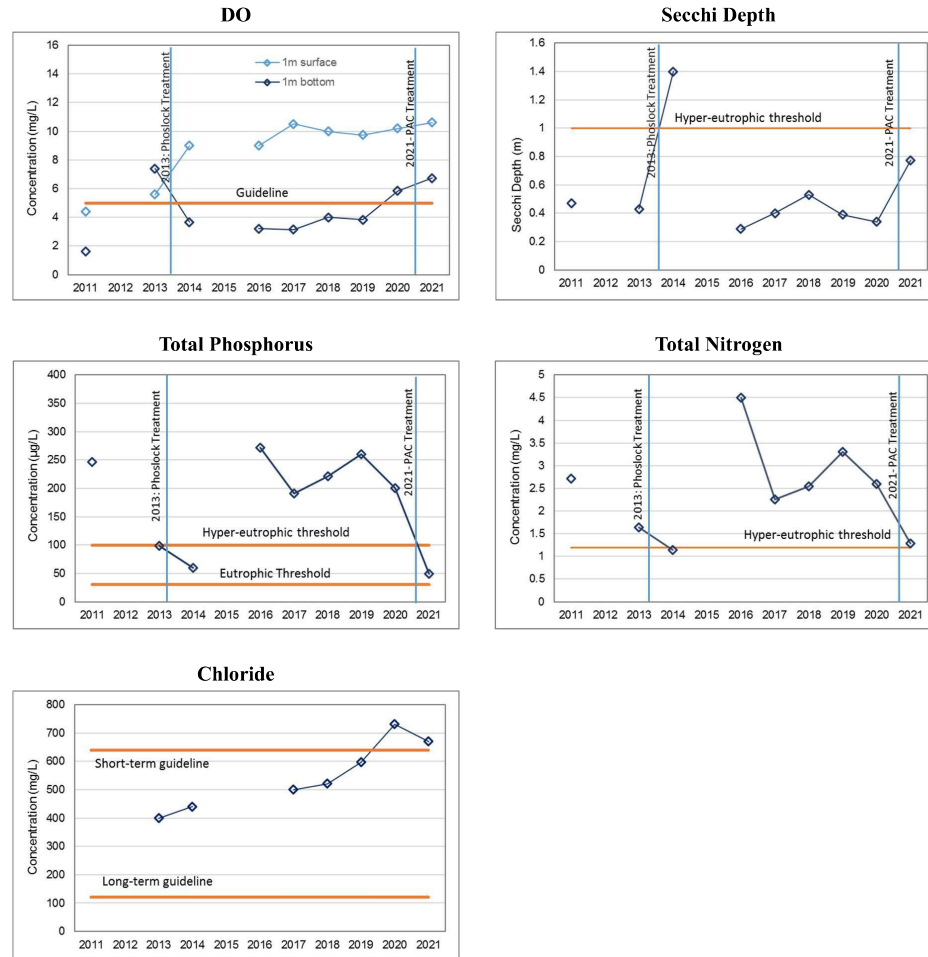 DO
Concentration (mg/L)
16
14
12
10
8
6
4
2
0
1m surface
1m bottom
2013: Phoslock Treatment
2021- PAC Treatment
Guideline
2011 2012 2013 2014 2015 2016 2017 2018 2019 2020 2021
Secchi Depth
Secchi Depth (m)
1.6
1.4
1.2
1
0.8
0.6
0.4
0.2
0
2013: Phoslock Treatment
Hyper-eutrophic threshold
2021- PAC Treatment
2011 2012 2013 2014 2015 2016 2017 2018 2019 2020 2021
Total Phosphorus
Concentration (µg/L)
400
350
300
250
200
150
100
50
0
2013: Phoslock Treatment
2021- PAC Treatment
Hyper-eutrophic threshold
Eutrophic Threshold
2011 2012 2013 2014 2015 2016 2017 2018 2019 2020 2021
Total Nitrogen
Concentration (mg/L)
5
4.5
4
3.5
3
2.5
2
1.5
1
0.5
0
2013: Phoslock Treatment
2021- PAC Treatment
Hyper-eutrophic threshold
2011 2012 2013 2014 2015 2016 2017 2018 2019 2020 2021
Chloride
Concentration (mg/L)
800
700
600
500
400
300
200
100
0
Short-term guideline
Long-term guideline
2011 2012 2013 2014 2015 2016 2017 2018 2019 2020 2021